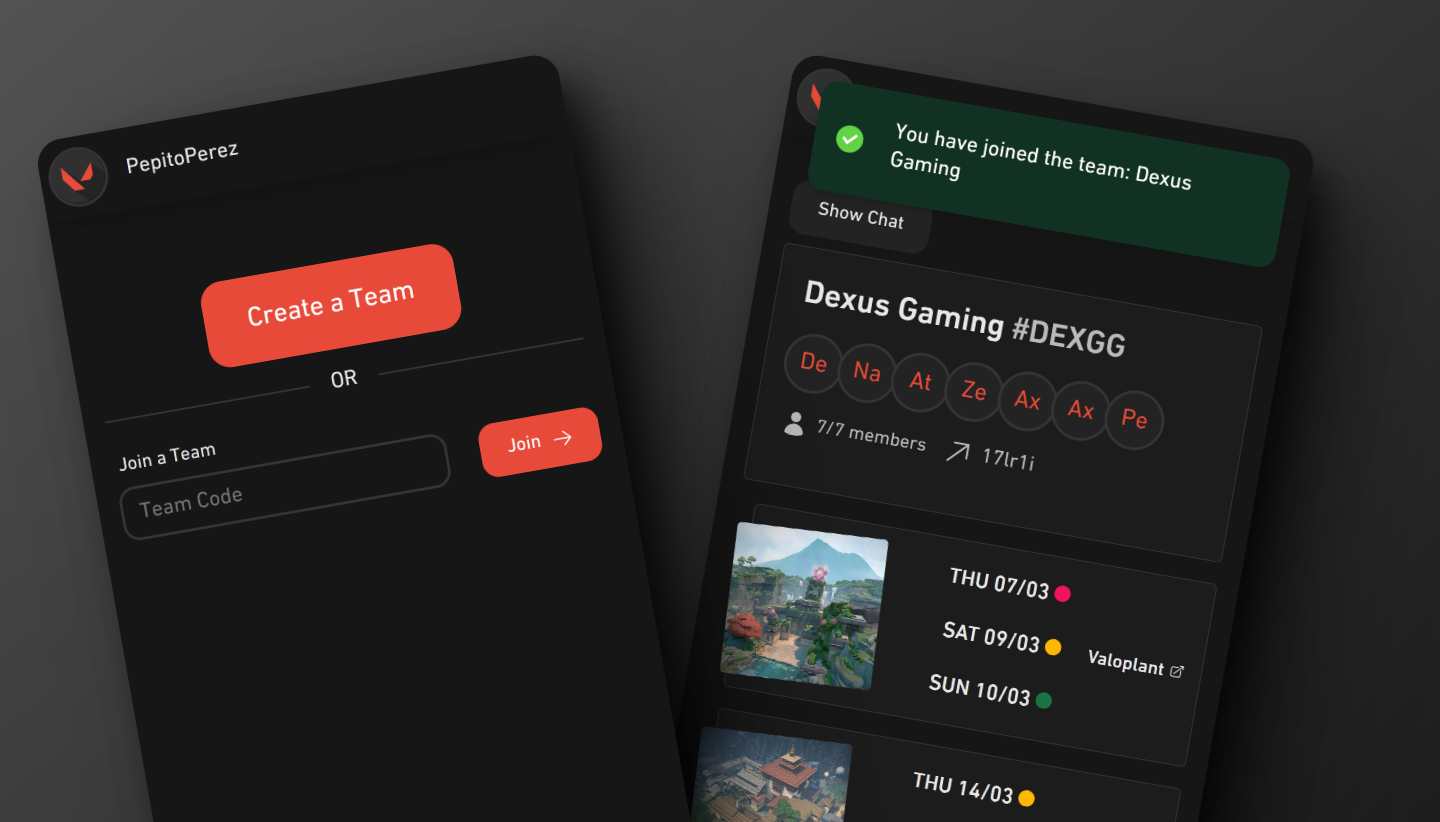 PepitoPerez
Create a Team
OR
Join a Team
Team Code
Join
You have joined the team: Dexus
Gaming
Show Chat
Dexus Gaming #DEXGG
De Na At Ze Ax Ax Pe
7/7 members 17lr1i
THU 07/03
SAT 09/03
Valoplant
SUN 10/03
THU 14/03